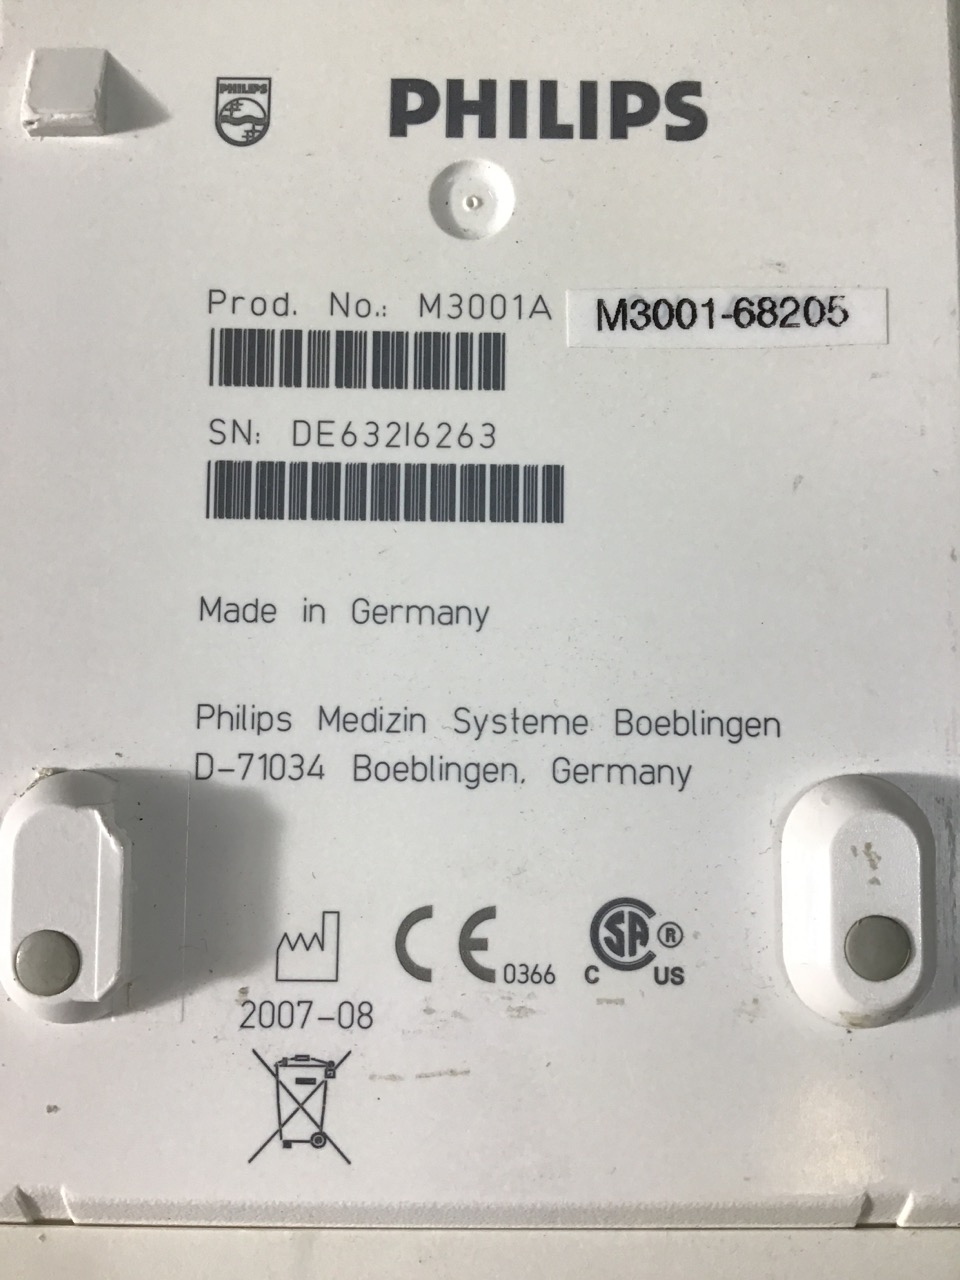 PHILIPS
PHILIPS
Prod. No.: M3001A
M3001-68205
SN: DE632I6263
Made in Germany
Philips Medizin Systeme Boeblingen
D-71034 Boeblingen, Germany
CE 0366
C SA ® US
2007-08